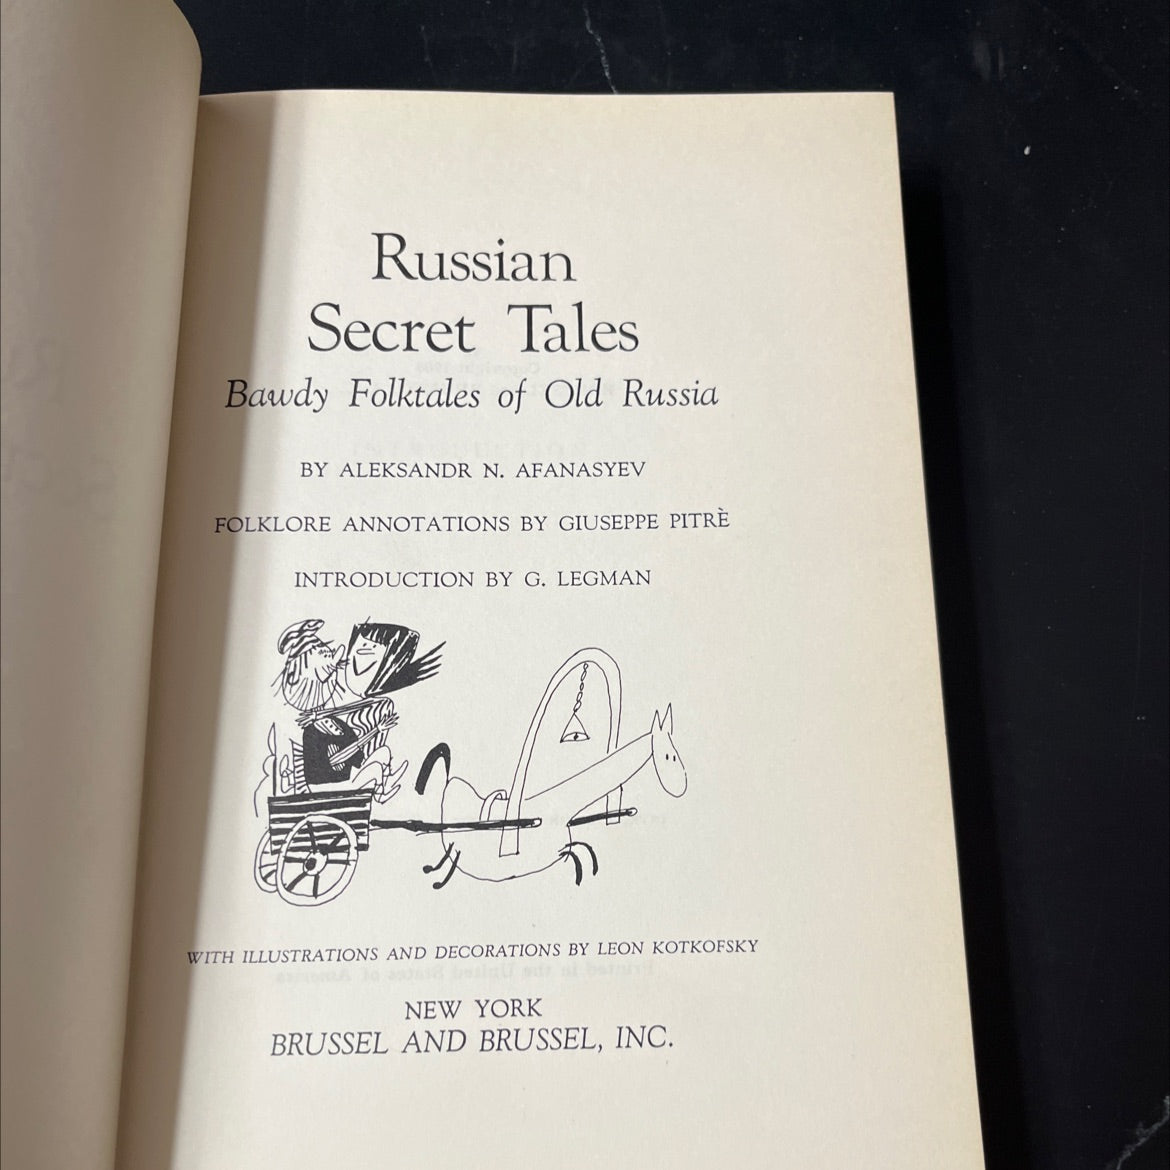 Russian
Secret Tales
Bawdy Folktales of Old Russia
BY ALEKSANDR N. AFANASYEV
FOLKLORE ANNOTATIONS BY GIUSEPPE PITRÈ
INTRODUCTION BY G. LEGMAN
WITH ILLUSTRATIONS AND DECORATIONS BY LEON KOTKOFSKY
NEW YORK
BRUSSEL AND BRUSSEL, INC.